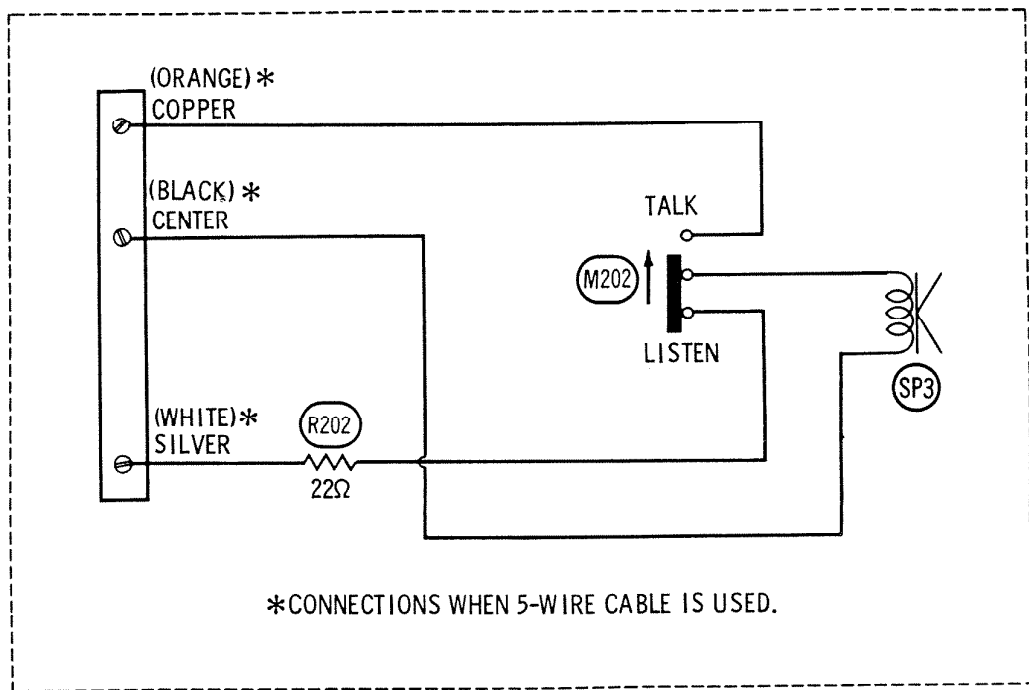 (ORANGE)*
COPPER
(BLACK)*
CENTER
TALK
M202
LISTEN
SP3
(WHITE)*
SILVER
R202
22Ω
*CONNECTIONS WHEN 5-WIRE CABLE IS USED.